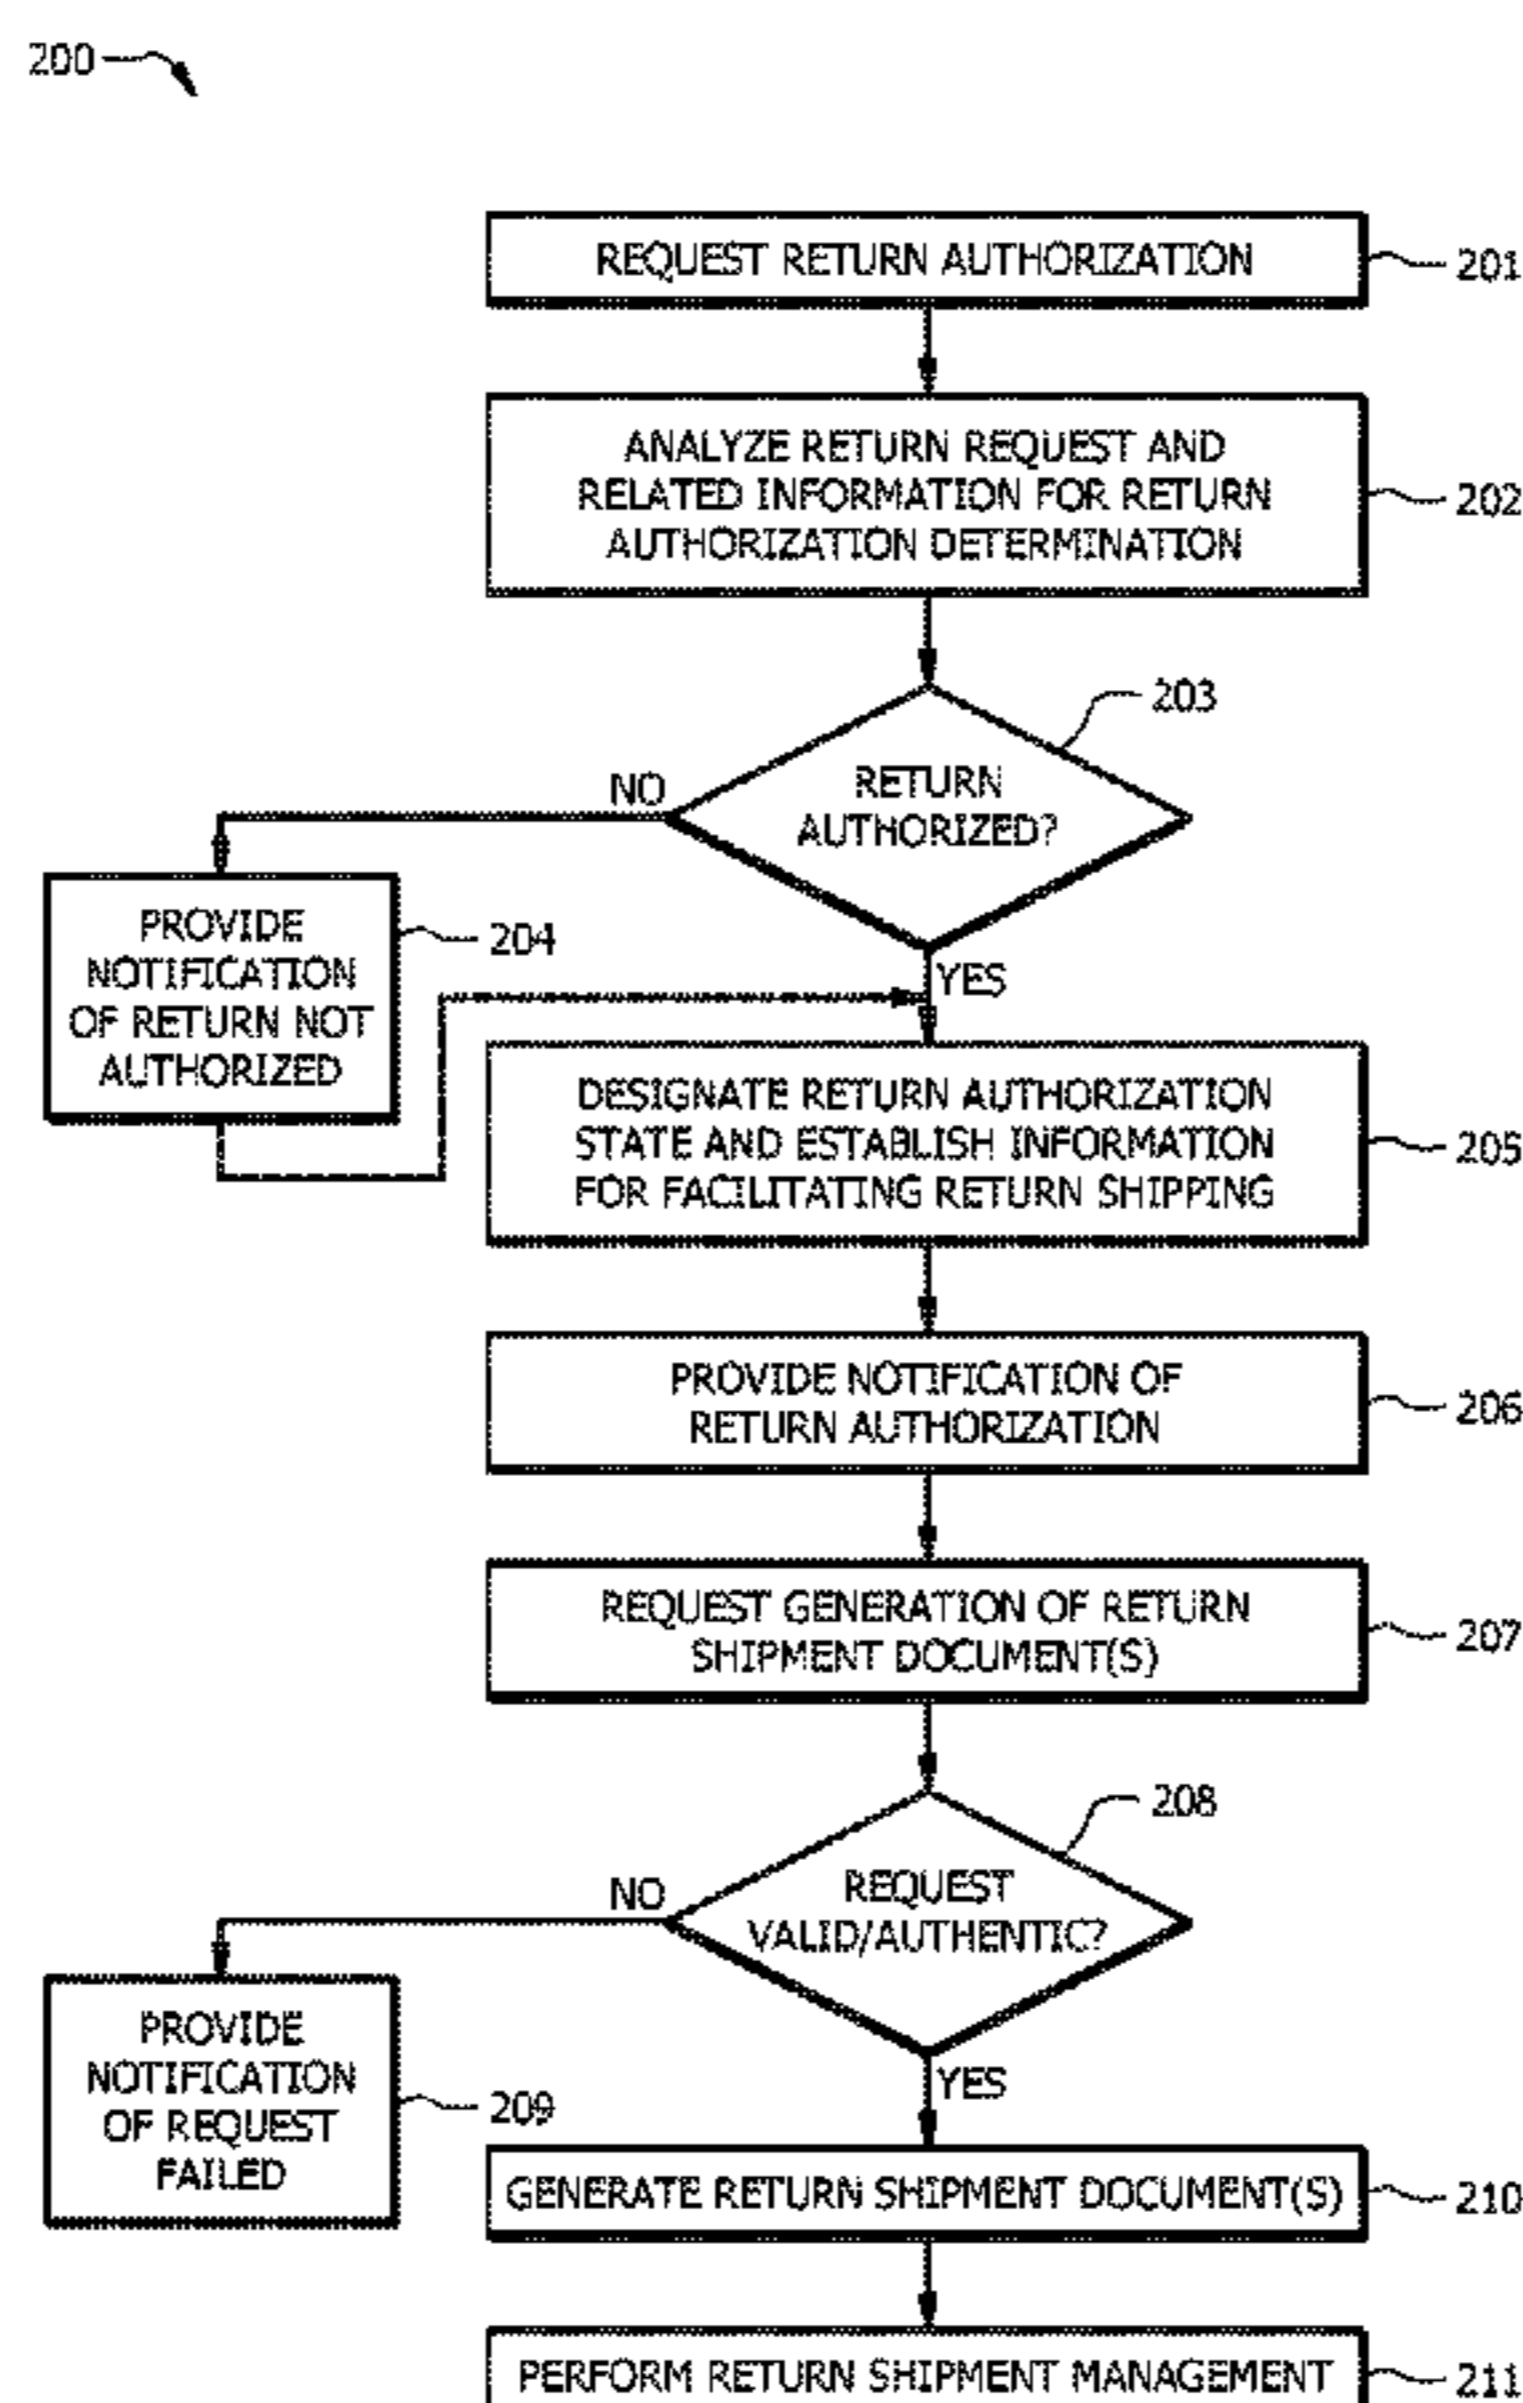 200
REQUEST RETURN AUTHORIZATION
201
ANALYZE RETURN REQUEST AND
RELATED INFORMATION FOR RETURN
AUTHORIZATION DETERMINATION
202
203
RETURN
AUTHORIZED?
NO
YES
PROVIDE
NOTIFICATION
OF RETURN NOT
AUTHORIZED
204
DESIGNATE RETURN AUTHORIZATION
STATE AND ESTABLISH INFORMATION
FOR FACILITATING RETURN SHIPPING
205
PROVIDE NOTIFICATION OF
RETURN AUTHORIZATION
206
REQUEST GENERATION OF RETURN
SHIPMENT DOCUMENT(S)
207
208
REQUEST
VALID/AUTHENTIC?
NO
YES
PROVIDE
NOTIFICATION
OF REQUEST
FAILED
209
GENERATE RETURN SHIPMENT DOCUMENT(S)
210
PERFORM RETURN SHIPMENT MANAGEMENT
211